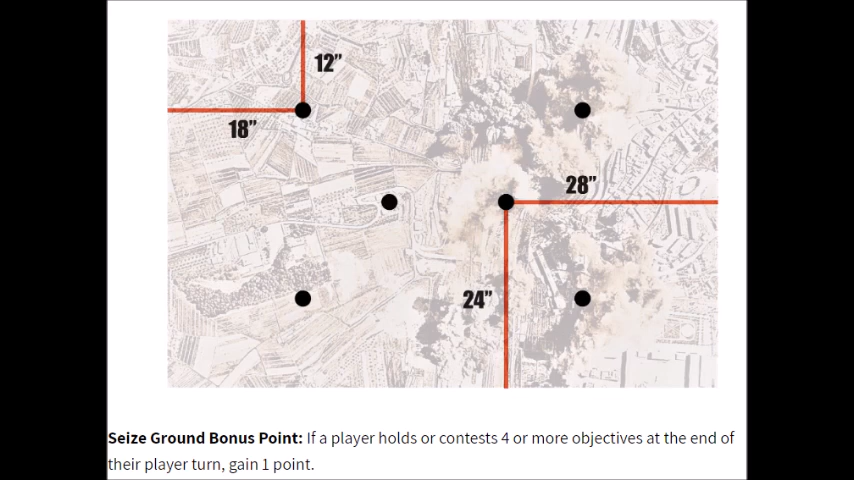 12”
18”
28”
24”
Seize Ground Bonus Point: If a player holds or contests 4 or more objectives at the end of
their player turn, gain 1 point.